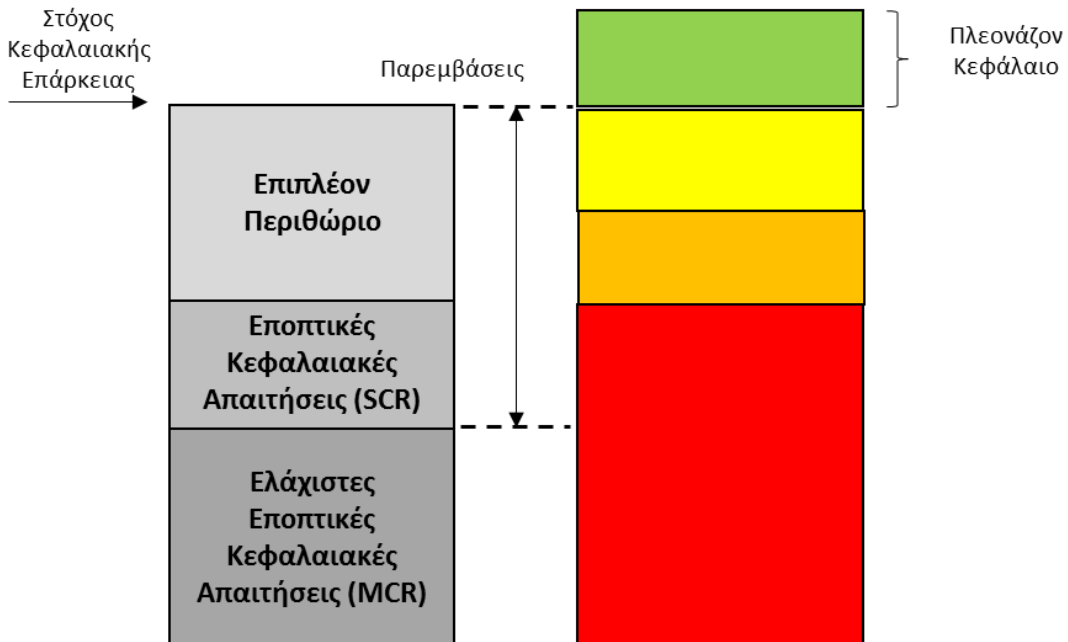 Στόχος
Κεφαλαιακής
Επάρκειας
Παρεμβάσεις
Πλεονάζον
Κεφάλαιο
Επιπλέον
Περιθώριο
Εποπτικές
Κεφαλαιακές
Απαιτήσεις (SCR)
Ελάχιστες
Εποπτικές
Κεφαλαιακές
Απαιτήσεις (MCR)